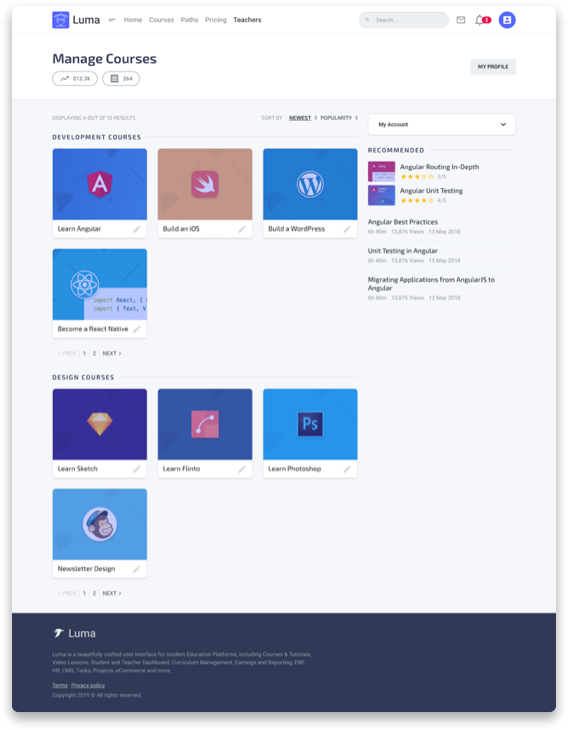 Luma
Home Courses Paths Pricing Teachers
Search ...
2
Manage Courses
$12.3k
264
MY PROFILE
DISPLAYING 4 OUT OF 10 RESULTS
SORT BY NEWEST POPULARITY
DEVELOPMENT COURSES
A
Learn Angular
Build an iOS
Build a WordPress
import React, {
import { Text, V
Become a React Native
PREV 1 2 NEXT
DESIGN COURSES
Learn Sketch
Learn Flinto
Ps
Learn Photoshop
Newsletter Design
PREV 1 2 NEXT
My Account
RECOMMENDED
Angular Routing In-Depth
3/5
Angular Unit Testing
4/5
Angular Best Practices
6h 40m 13,876 Views 12 May 2018
Unit Testing in Angular
6h 40m 13,876 Views 12 May 2018
Migrating Applications from AngularJS to
Angular
6h 40m 13,876 Views 12 May 2018
Luma
Luma is a beautifully crafted user interface for modern Education Platforms, including Courses & Tutorials,
Video Lessons, Student and Teacher Dashboard, Curriculum Management, Earnings and Reporting, ERP,
HR, CMS, Tasks, Projects, eCommerce and more.
Terms Privacy policy
Copyright 2019 © All rights reserved.